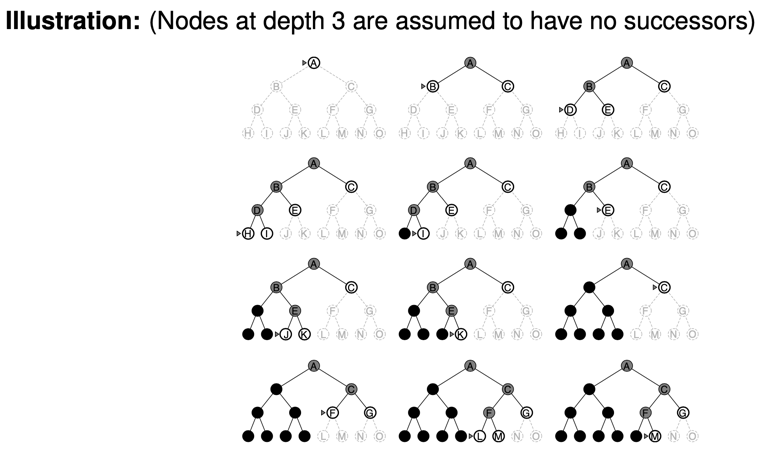 Illustration: (Nodes at depth 3 are assumed to have no successors)
A A A
B C B C B C
D E F G D E F G D E F G
H I J K L M N O H I J K L M N O H I J K L M N O
A A A
B C B C B C
D E F G D E F G E F G
H I J K L M N O I J K L M N O J K L M N O
A A A
B C B C C
E F G E F G F G
J K L M N O K L M N O L M N O
A A A
C C C
F G F G F G
L M N O L M N O M N O